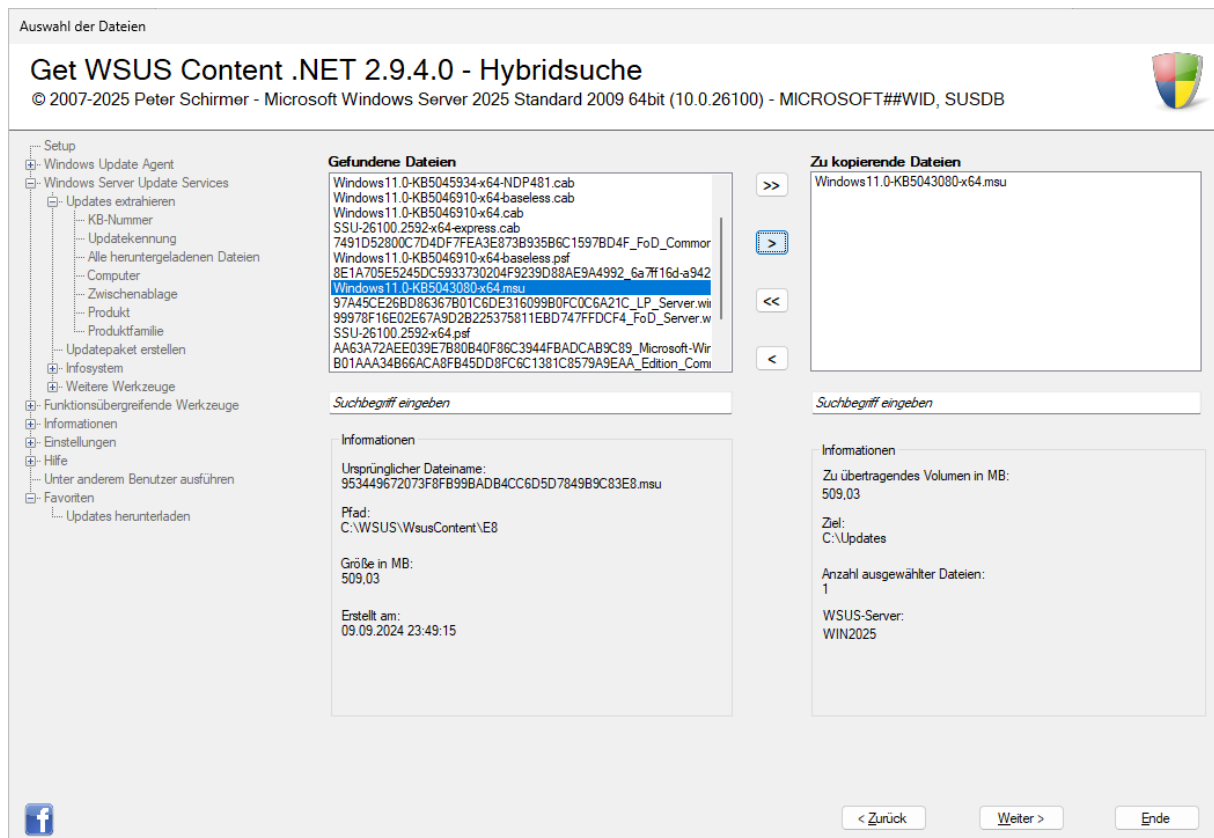 Auswahl der Dateien
Get WSUS Content .NET 2.9.4.0 - Hybridsuche
© 2007-2025 Peter Schirmer - Microsoft Windows Server 2025 Standard 2009 64bit (10.0.26100) - MICROSOFT##WID, SUSDB
Setup
Windows Update Agent
Windows Server Update Services
Updates extrahieren
KB-Nummer
Updatekennung
Alle heruntergeladenen Dateien
Computer
Zwischenablage
Produkt
Produktfamilie
Updatepaket erstellen
Infosystem
Weitere Werkzeuge
Funktionsübergreifende Werkzeuge
Informationen
Einstellungen
Hilfe
Unter anderem Benutzer ausführen
Favoriten
Updates herunterladen
Gefundene Dateien
Windows11.0-KB5045934-x64-NDP481.cab
Windows11.0-KB5046910-x64-baseless.cab
Windows11.0-KB5046910-x64.cab
SSU-26100.2592-x64-express.cab
7491D52800C7D4DF7FEA3E873B935B6C1597BD4F_FoD_Common
Windows11.0-KB5046910-x64-baseless.psf
8E1A705E5245DC5933730204F9239D88AE9A4992_6a7ff16d-a942
Windows11.0-KB5043080-x64.msu
97A45CE26BD86367B01C6DE316099B0FC0C6A21C_LP_Server.wi
99978F16E02E67A9D2B225375811EBD747FFDCF4_FoD_Server.w
SSU-26100.2592-x64.psf
AA63A72AEE039E7B80B40F86C3944FBADCAB9C89_Microsoft-Wi
B01AAA34B66ACA8FB45DD8FC6C1381C8579A9EAA_Edition_Com
Suchbegriff eingeben
Informationen
Ursprünglicher Dateiname:
953449672073F8FB99BADB4CC6D5D7849B9C83E8.msu
Pfad:
C:\WSUS\WsusContent\E8
Größe in MB:
509,03
Erstellt am:
09.09.2024 23:49:15
>>
>
<<
<
Zu kopierende Dateien
Windows11.0-KB5043080-x64.msu
Suchbegriff eingeben
Informationen
Zu übertragendes Volumen in MB:
509,03
Ziel:
C:\Updates
Anzahl ausgewählter Dateien:
1
WSUS-Server:
WIN2025
f
< Zurück
Weiter >
Ende